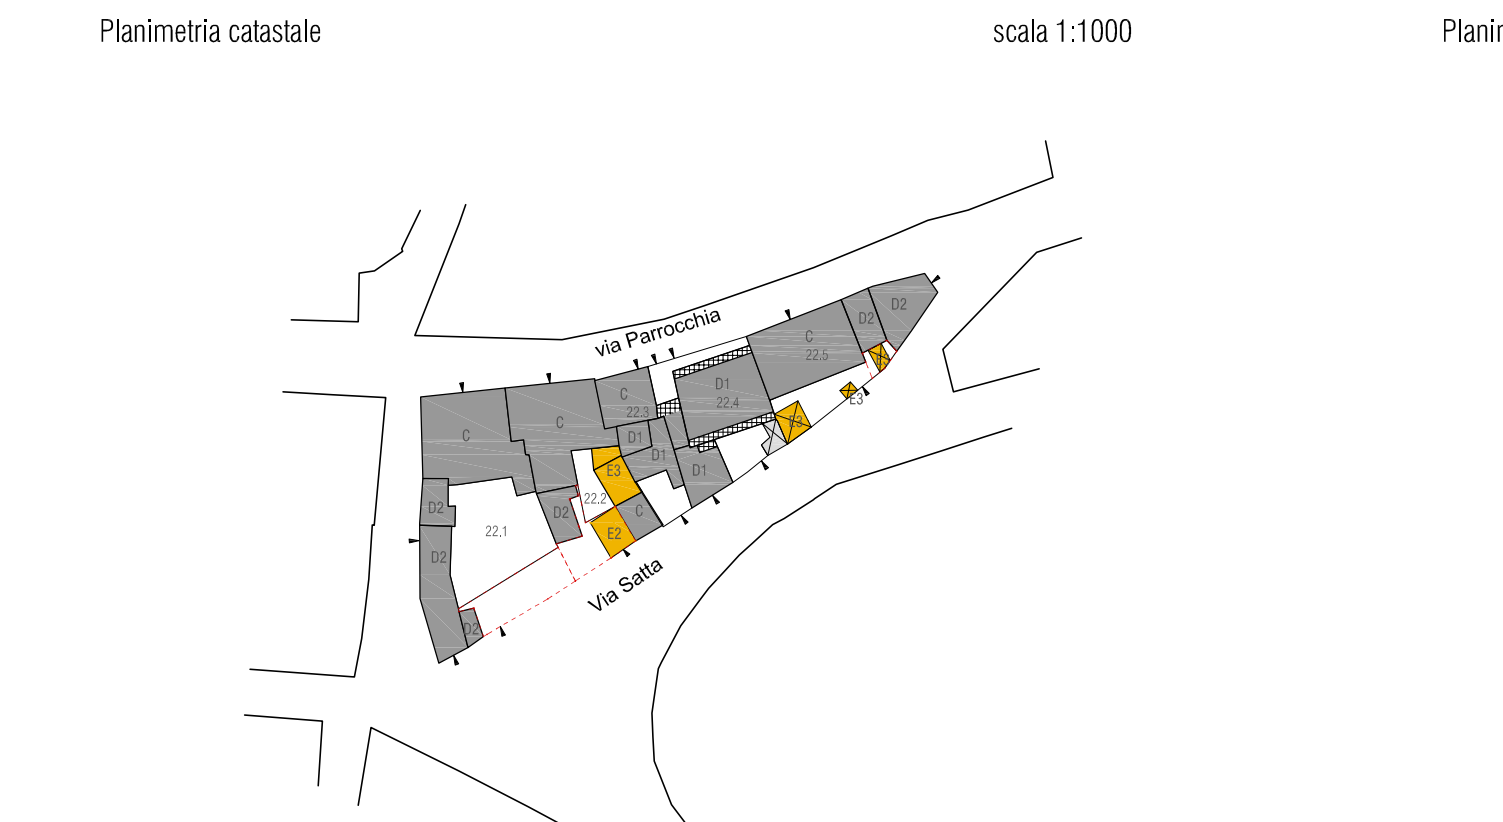 Planimetria catastale
scala 1:1000
Planir
via Parrocchia
D2
D2
C
22.5
D1
22.4
C
22.3
E3
E3
C
C
D1
D1
D1
E3
22.2
D2
C
E2
D2
22.1
D2
D2
Via Satta